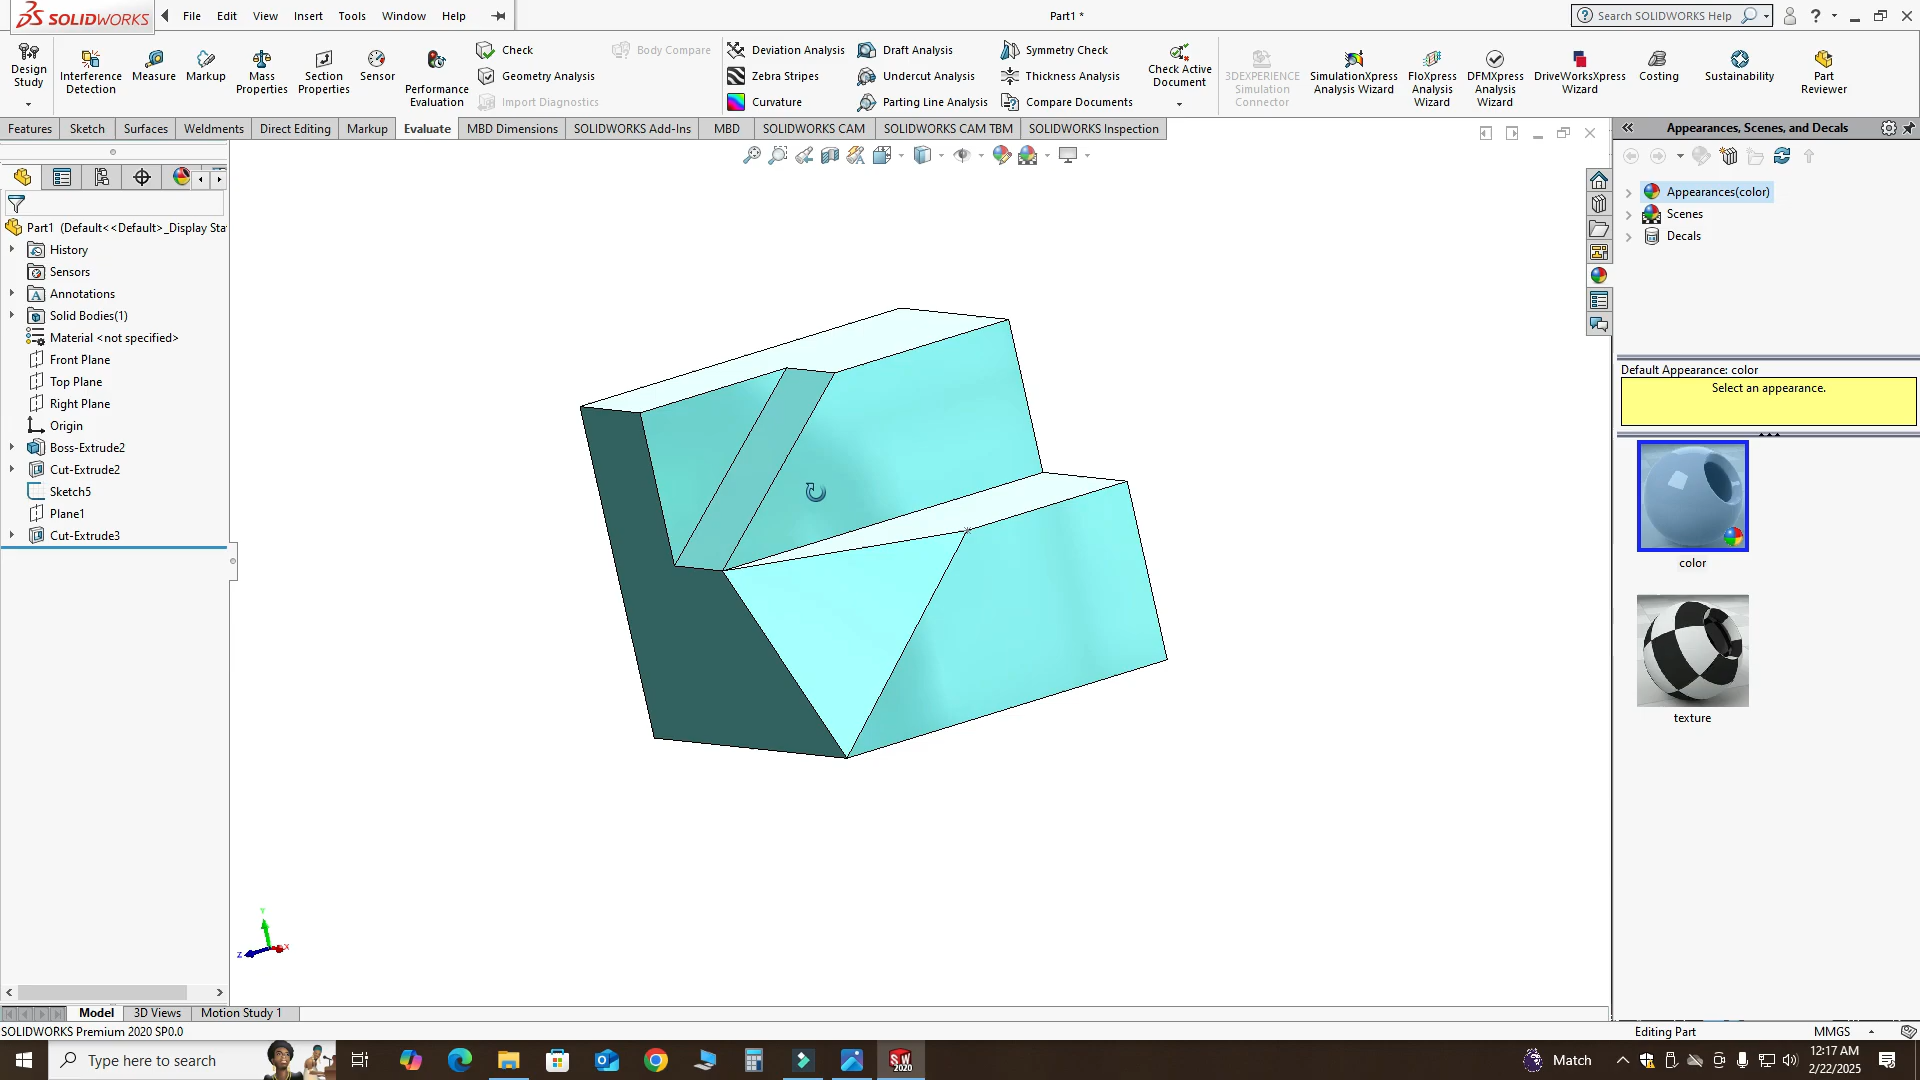 SOLIDWORKS File Edit View Insert Tools Window Help Part1 * Search SOLIDWORKS Help ?
Design Study
Interference Detection
Measure
Markup
Mass Properties
Section Properties
Sensor
Performance Evaluation
Check
Geometry Analysis
Import Diagnostics
Body Compare
Deviation Analysis
Zebra Stripes
Curvature
Draft Analysis
Undercut Analysis
Parting Line Analysis
Symmetry Check
Thickness Analysis
Compare Documents
Check Active Document
3DEXPERIENCE Simulation Connector
SimulationXpress Analysis Wizard
FloXpress Analysis Wizard
DFMXpress Analysis Wizard
DriveWorksXpress Wizard
Costing
Sustainability
Part Reviewer
Features Sketch Surfaces Weldments Direct Editing Markup Evaluate MBD Dimensions SOLIDWORKS Add-Ins MBD SOLIDWORKS CAM SOLIDWORKS CAM TBM SOLIDWORKS Inspection
Part1 (Default<<Default>_Display Sta
History
Sensors
Annotations
Solid Bodies(1)
Material <not specified>
Front Plane
Top Plane
Right Plane
Origin
Boss-Extrude2
Cut-Extrude2
Sketch5
Plane1
Cut-Extrude3
Y
Z
X
Appearances, Scenes, and Decals
Appearances(color)
Scenes
Decals
Default Appearance: color
Select an appearance.
color
texture
Model 3D Views Motion Study 1
SOLIDWORKS Premium 2020 SP0.0 Editing Part MMGS
Type here to search
SW
2020
Match
12:17 AM
2/22/2025